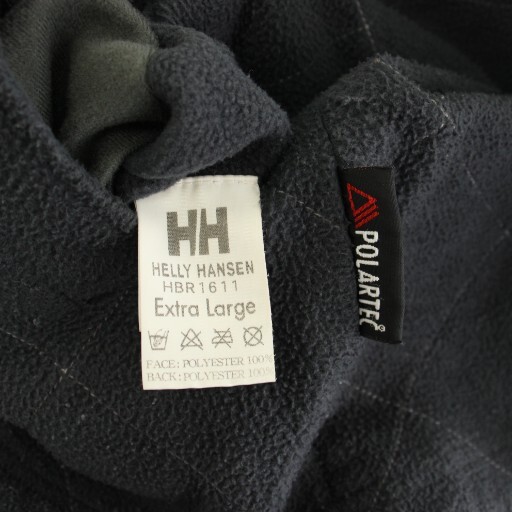 HH
HELLY HANSEN
HBR1611
Extra Large
FACE: POLYESTER 100%
BACK: POLYESTER 100%
POLARTEC®